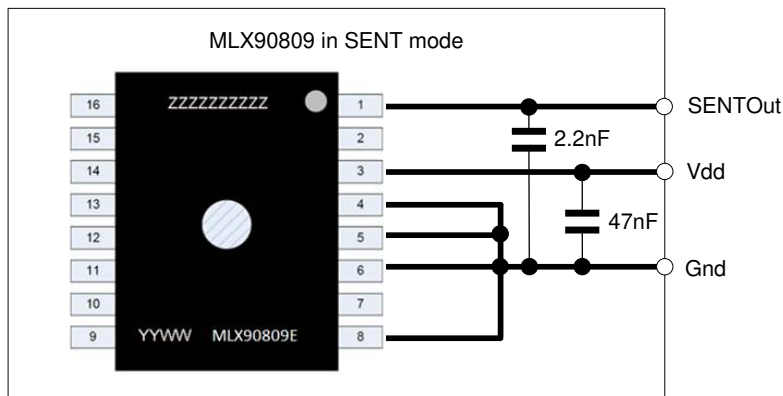 MLX90809 in SENT mode
16 ZZZZZZZZZZ 1 SENTOut
15 2 2.2nF
14 3 Vdd
13 4
12 5 47nF
11 6 Gnd
10 7
9 YYWW MLX90809E 8